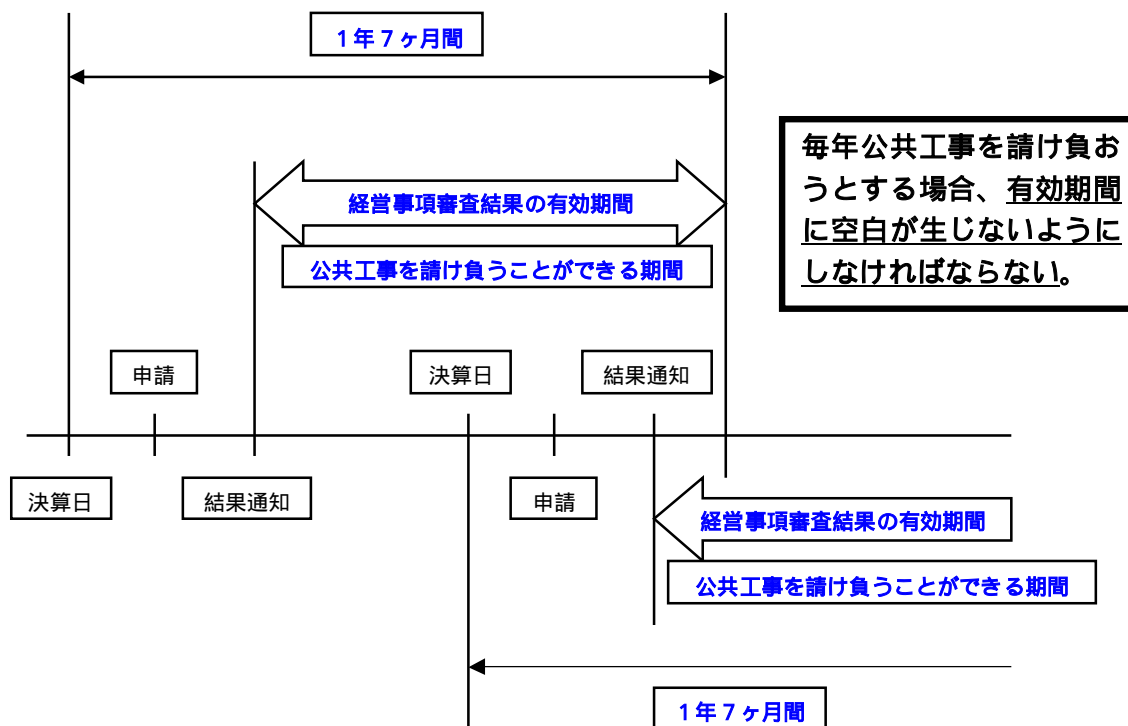 1年7ヶ月間
毎年公共工事を請け負お
うとする場合、有効期間
に空白が生じないように
しなければならない。
経営事項審査結果の有効期間
公共工事を請け負うことができる期間
申請
決算日
結果通知
決算日
結果通知
申請
経営事項審査結果の有効期間
公共工事を請け負うことができる期間
1年7ヶ月間